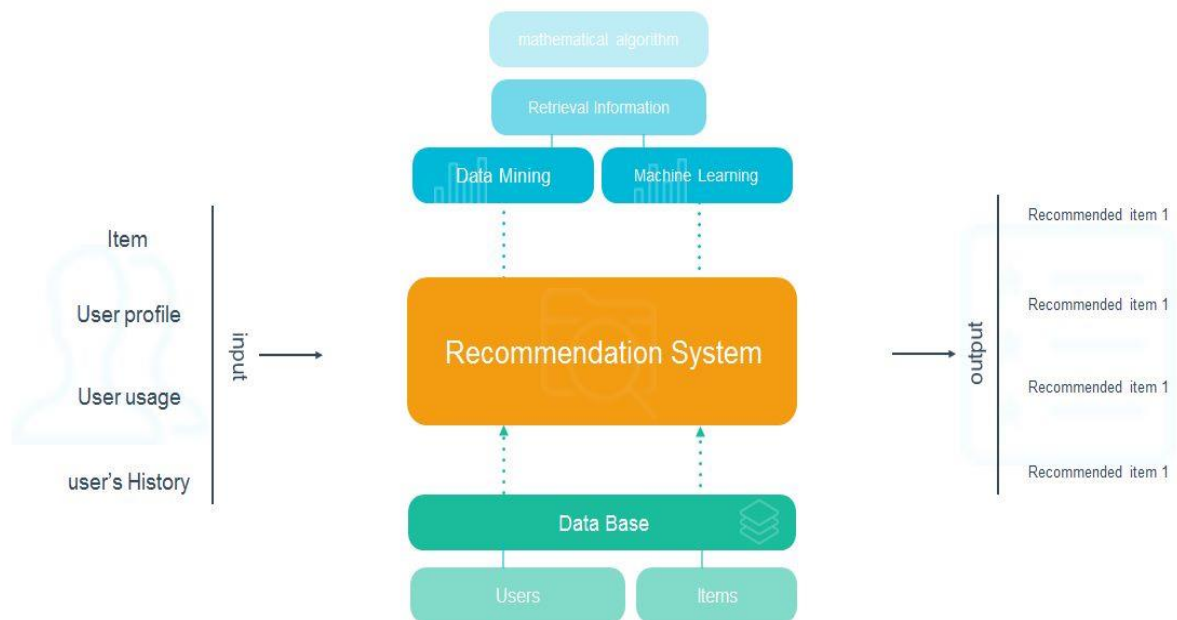 mathematical algorithm
Retrieval Information
Data Mining
Machine Learning
Item
User profile
User usage
user's History
input
Recommendation System
output
Recommended item 1
Recommended item 1
Recommended item 1
Recommended item 1
Data Base
Users
Items